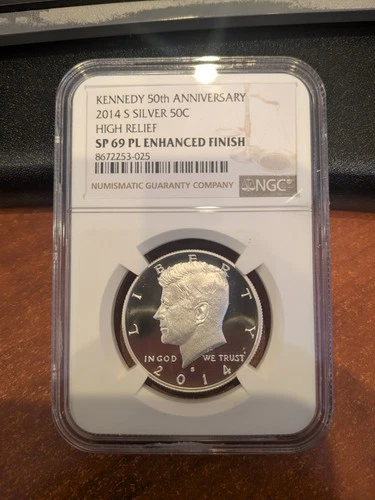 KENNEDY 50th ANNIVERSARY
2014 S SILVER 50C
HIGH RELIEF
SP 69 PL ENHANCED FINISH
8672253-025
NUMISMATIC GUARANTY COMPANY
NGC
LIBERTY
IN GOD WE TRUST
S
2014